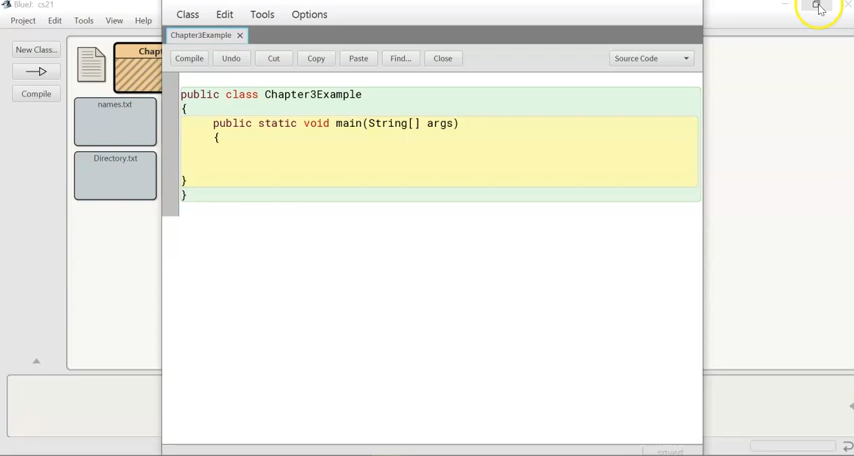 BlueJ: cs21
Project Edit Tools View Help
Class Edit Tools Options
Chapter3Example ×
New Class...
Compile
Compile Undo Cut Copy Paste Find... Close Source Code
names.txt
Directory.txt
public class Chapter3Example
{
public static void main(String[] args)
{
}
}
saved